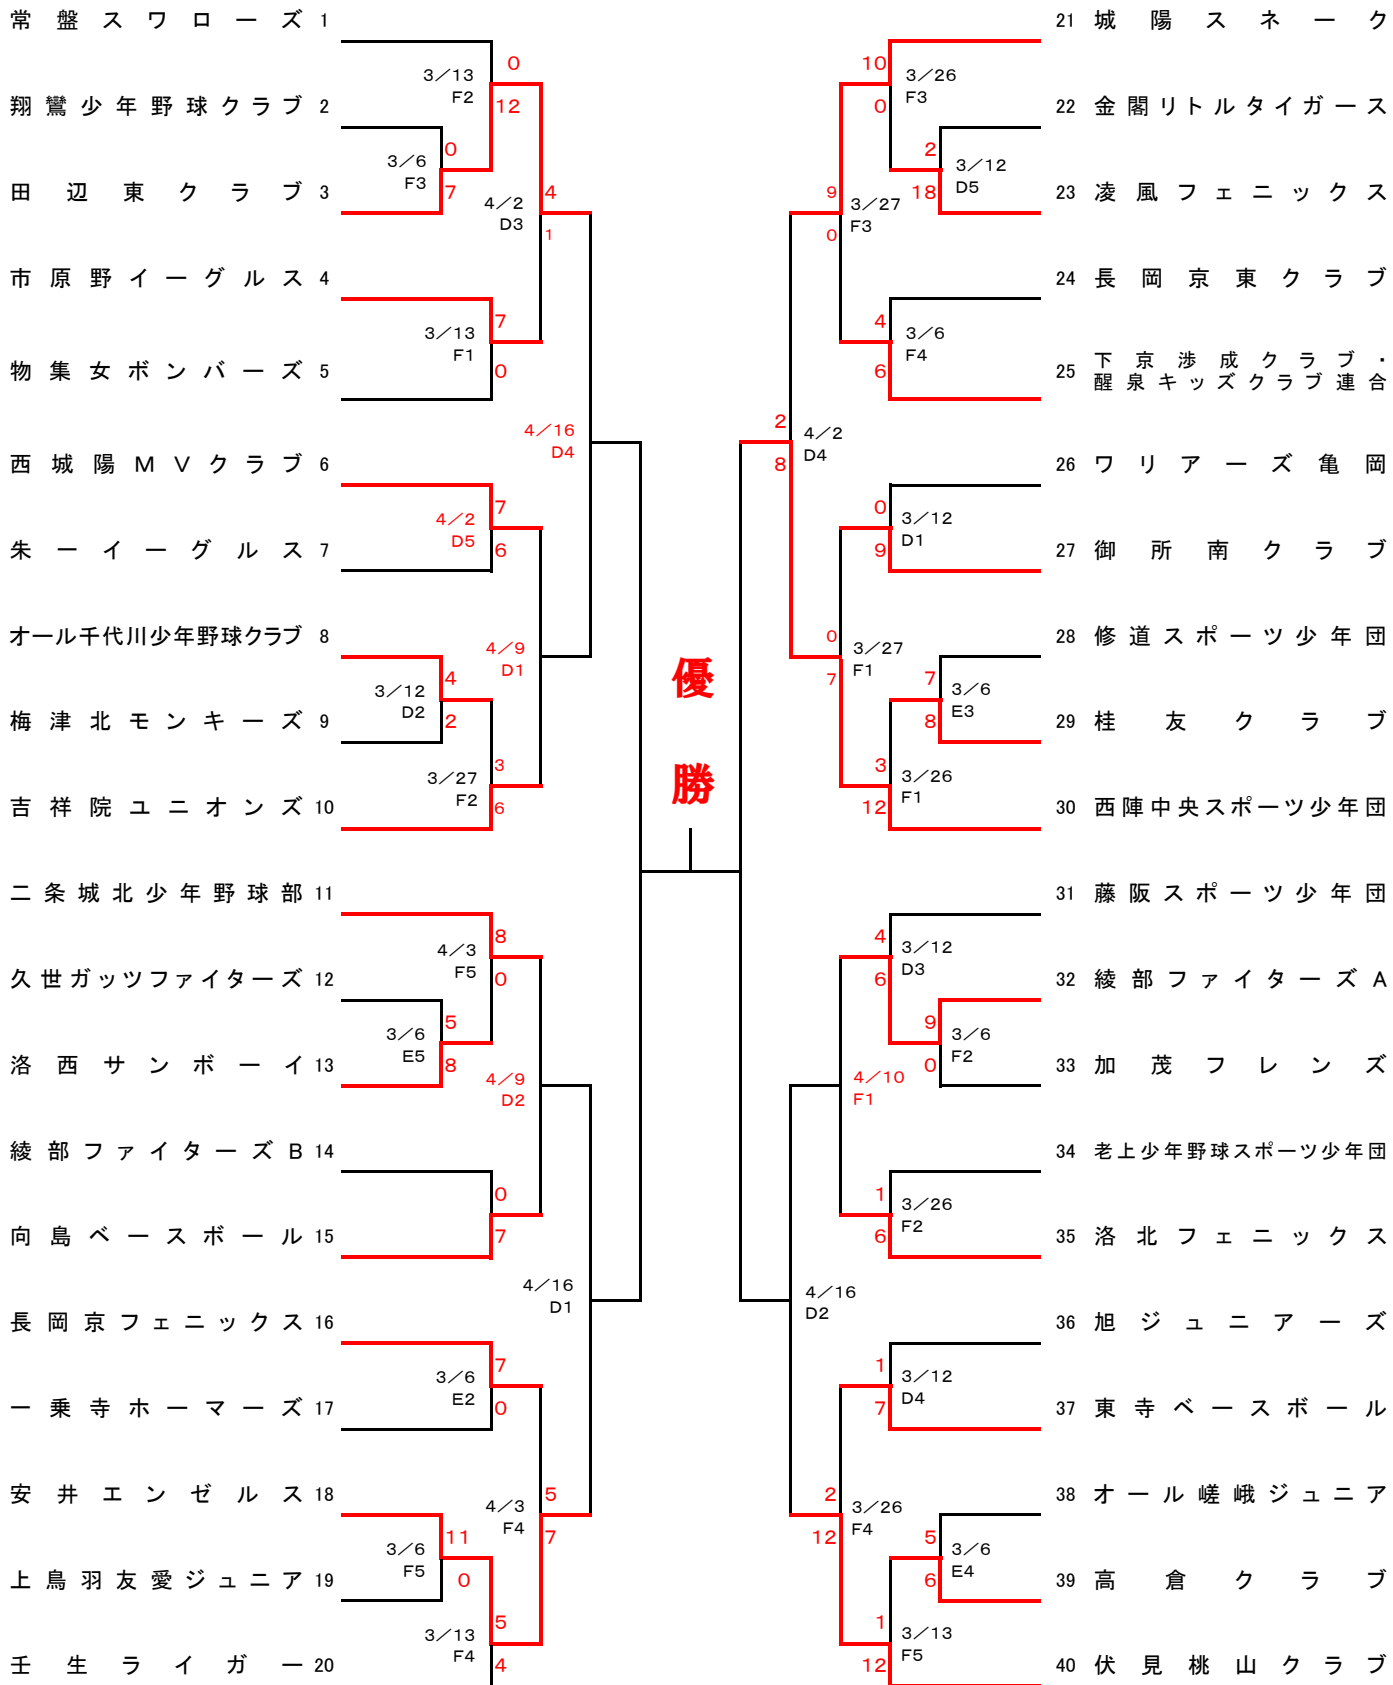 常盤スワローズ 1
3/13 F2
0
12
翔鸞少年野球クラブ 2
3/6 F3
0
7
田辺東クラブ 3
4/2 D3
4
1
市原野イーグルス 4
3/13 F1
7
0
物集女ボンバーズ 5
4/16 D4
西城陽MVクラブ 6
4/2 D5
7
6
朱一イーグルス 7
オール千代川少年野球クラブ 8
4/9 D1
3/12 D2
4
2
梅津北モンキーズ 9
3/27 F2
3
6
吉祥院ユニオンズ 10
二条城北少年野球部 11
4/3 F5
8
0
久世ガッツファイターズ 12
3/6 E5
5
8
洛西サンボーイ 13
4/9 D2
綾部ファイターズB 14
0
7
向島ベースボール 15
4/16 D1
長岡京フェニックス 16
3/6 E2
7
0
一乗寺ホーマーズ 17
安井エンゼルス 18
4/3 F4
5
7
3/6 F5
11
0
上鳥羽友愛ジュニア 19
3/13 F4
5
4
壬生ライガー 20
優
勝
21 城陽スネーク
10
0
3/26 F3
22 金閣リトルタイガース
2
18
3/12 D5
23 凌風フェニックス
9
0
3/27 F3
24 長岡京東クラブ
4
6
3/6 F4
25 下京渉成クラブ・
醒泉キッズクラブ連合
2
8
4/2 D4
26 ワリアーズ亀岡
0
9
3/12 D1
27 御所南クラブ
28 修道スポーツ少年団
0
7
3/27 F1
7
8
3/6 E3
29 桂友クラブ
3
12
3/26 F1
30 西陣中央スポーツ少年団
31 藤阪スポーツ少年団
4
6
3/12 D3
32 綾部ファイターズA
9
0
3/6 F2
33 加茂フレンズ
4/10 F1
34 老上少年野球スポーツ少年団
1
6
3/26 F2
35 洛北フェニックス
4/16 D2
36 旭ジュニアーズ
1
7
3/12 D4
37 東寺ベースボール
38 オール嵯峨ジュニア
2
12
3/26 F4
5
6
3/6 E4
39 高倉クラブ
1
12
3/13 F5
40 伏見桃山クラブ